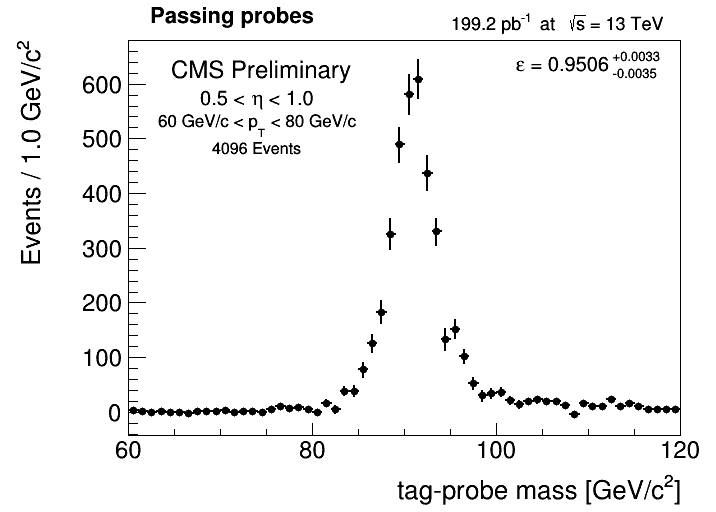 Passing probes
199.2 pb⁻¹ at √s = 13 TeV
Events / 1.0 GeV/c²
CMS Preliminary
0.5 < η < 1.0
60 GeV/c < p_T < 80 GeV/c
4096 Events
ε = 0.9506 +0.0033 -0.0035
600
500
400
300
200
100
0
60 80 100 120
tag-probe mass [GeV/c²]